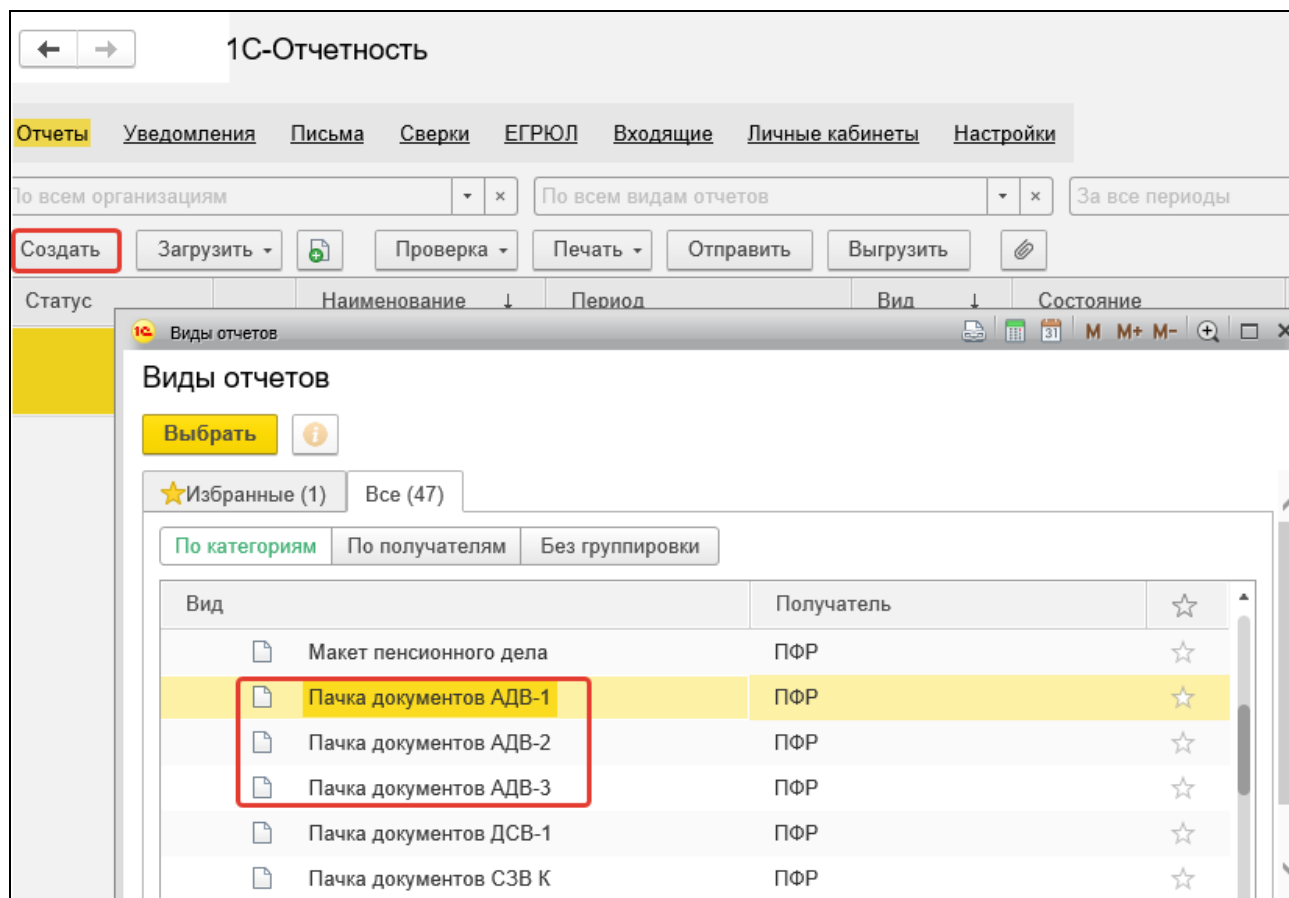 1С-Отчетность
Отчеты Уведомления Письма Сверки ЕГРЮЛ Входящие Личные кабинеты Настройки
По всем организациям По всем видам отчетов За все периоды
Создать Загрузить Проверка Печать Отправить Выгрузить
Статус Наименование ↓ Период Вид ↓ Состояние
1С Виды отчетов 31 M M+ M-
Виды отчетов
Выбрать
Избранные (1) Все (47)
По категориям По получателям Без группировки
Вид Получатель
Макет пенсионного дела ПФР
Пачка документов АДВ-1 ПФР
Пачка документов АДВ-2 ПФР
Пачка документов АДВ-3 ПФР
Пачка документов ДСВ-1 ПФР
Пачка документов СЗВ К ПФР